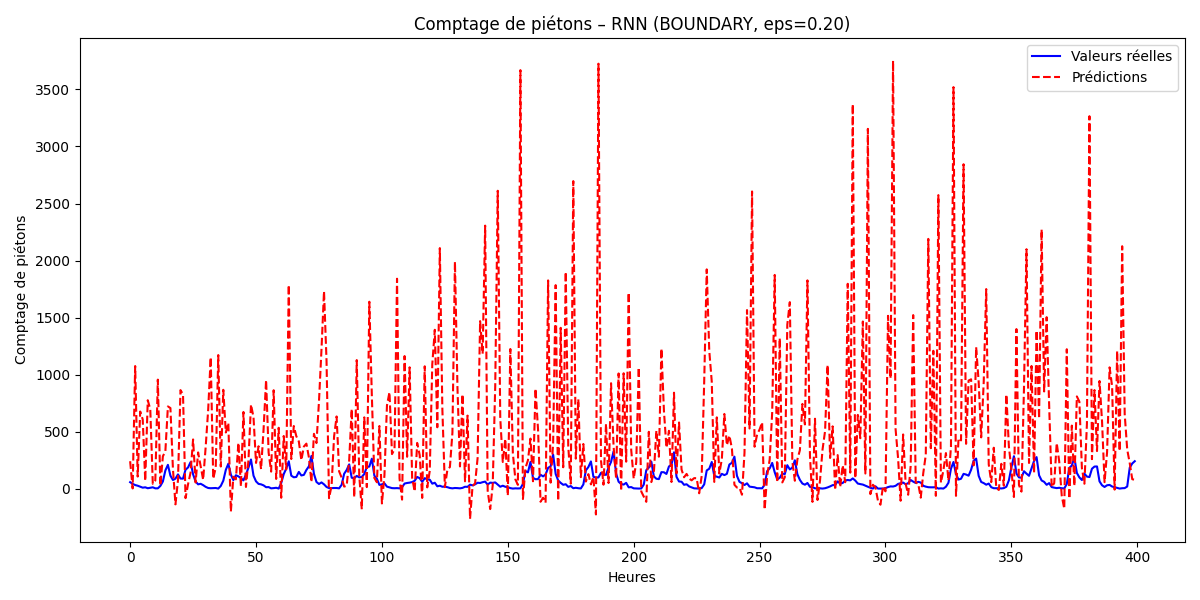 Comptage de piétons – RNN (BOUNDARY, eps=0.20)
Valeurs réelles
Prédictions
Comptage de piétons
3500
3000
2500
2000
1500
1000
500
0
0 50 100 150 200 250 300 350 400
Heures